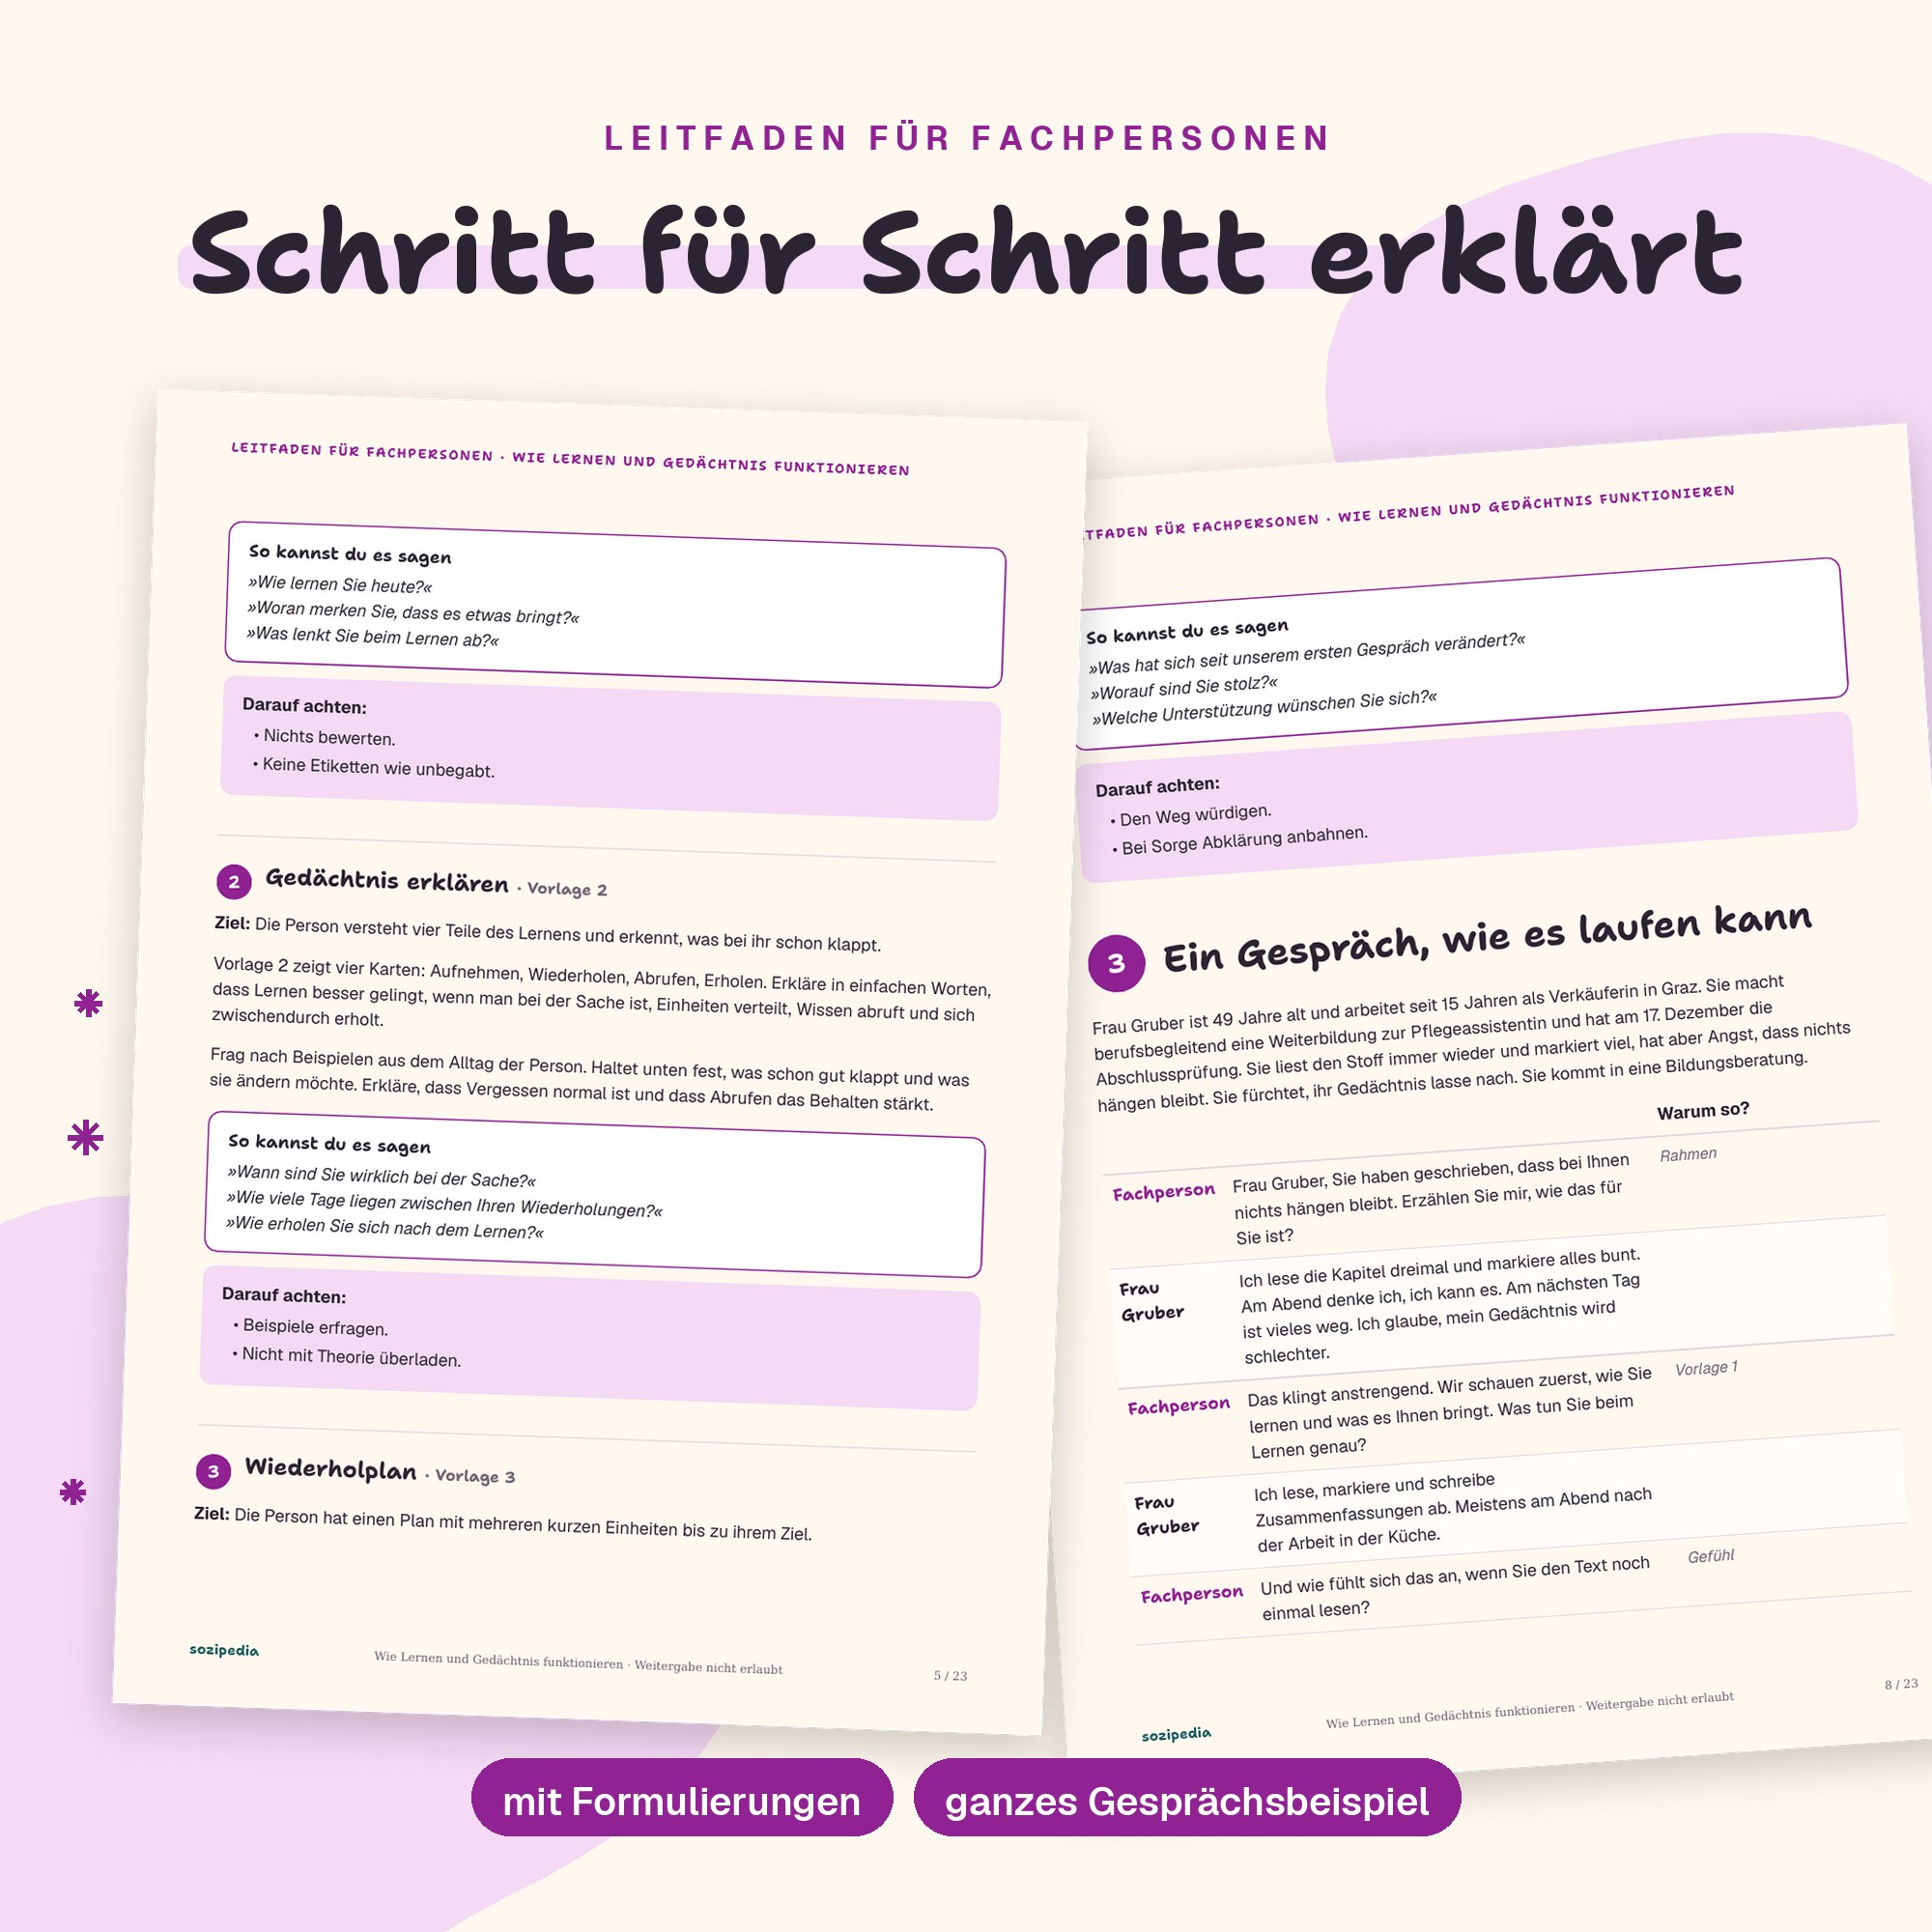 LEITFADEN FÜR FACHPERSONEN
Schritt für Schritt erklärt
LEITFADEN FÜR FACHPERSONEN · WIE LERNEN UND GEDÄCHTNIS FUNKTIONIEREN
So kannst du es sagen
»Wie lernen Sie heute?«
»Woran merken Sie, dass es etwas bringt?«
»Was lenkt Sie beim Lernen ab?«
Darauf achten:
• Nichts bewerten.
• Keine Etiketten wie unbegabt.
2 Gedächtnis erklären · Vorlage 2
Ziel: Die Person versteht vier Teile des Lernens und erkennt, was bei ihr schon klappt.
Vorlage 2 zeigt vier Karten: Aufnehmen, Wiederholen, Abrufen, Erholen. Erkläre in einfachen Worten,
dass Lernen besser gelingt, wenn man bei der Sache ist, Einheiten verteilt, Wissen abruft und sich
zwischendurch erholt.
Frag nach Beispielen aus dem Alltag der Person. Haltet unten fest, was schon gut klappt und was
sie ändern möchte. Erkläre, dass Vergessen normal ist und dass Abrufen das Behalten stärkt.
So kannst du es sagen
»Wann sind Sie wirklich bei der Sache?«
»Wie viele Tage liegen zwischen Ihren Wiederholungen?«
»Wie erholen Sie sich nach dem Lernen?«
Darauf achten:
• Beispiele erfragen.
• Nicht mit Theorie überladen.
3 Wiederholplan · Vorlage 3
Ziel: Die Person hat einen Plan mit mehreren kurzen Einheiten bis zu ihrem Ziel.
sozipedia
Wie Lernen und Gedächtnis funktionieren · Weitergabe nicht erlaubt
5 / 23
TFADEN FÜR FACHPERSONEN · WIE LERNEN UND GEDÄCHTNIS FUNKTIONIEREN
So kannst du es sagen
»Was hat sich seit unserem ersten Gespräch verändert?«
»Worauf sind Sie stolz?«
»Welche Unterstützung wünschen Sie sich?«
Darauf achten:
• Den Weg würdigen.
• Bei Sorge Abklärung anbahnen.
3 Ein Gespräch, wie es laufen kann
Frau Gruber ist 49 Jahre alt und arbeitet seit 15 Jahren als Verkäuferin in Graz. Sie macht
berufsbegleitend eine Weiterbildung zur Pflegeassistentin und hat am 17. Dezember die
Abschlussprüfung. Sie liest den Stoff immer wieder und markiert viel, hat aber Angst, dass nichts
hängen bleibt. Sie fürchtet, ihr Gedächtnis lasse nach. Sie kommt in eine Bildungsberatung.
Warum so?
Fachperson Frau Gruber, Sie haben geschrieben, dass bei Ihnen Rahmen
nichts hängen bleibt. Erzählen Sie mir, wie das für
Sie ist?
Frau Ich lese die Kapitel dreimal und markiere alles bunt.
Gruber Am Abend denke ich, ich kann es. Am nächsten Tag
ist vieles weg. Ich glaube, mein Gedächtnis wird
schlechter.
Fachperson Das klingt anstrengend. Wir schauen zuerst, wie Sie Vorlage 1
lernen und was es Ihnen bringt. Was tun Sie beim
Lernen genau?
Frau Ich lese, markiere und schreibe
Gruber Zusammenfassungen ab. Meistens am Abend nach
der Arbeit in der Küche.
Fachperson Und wie fühlt sich das an, wenn Sie den Text noch Gefühl
einmal lesen?
sozipedia
Wie Lernen und Gedächtnis funktionieren · Weitergabe nicht erlaubt
8 / 23
mit Formulierungen
ganzes Gesprächsbeispiel